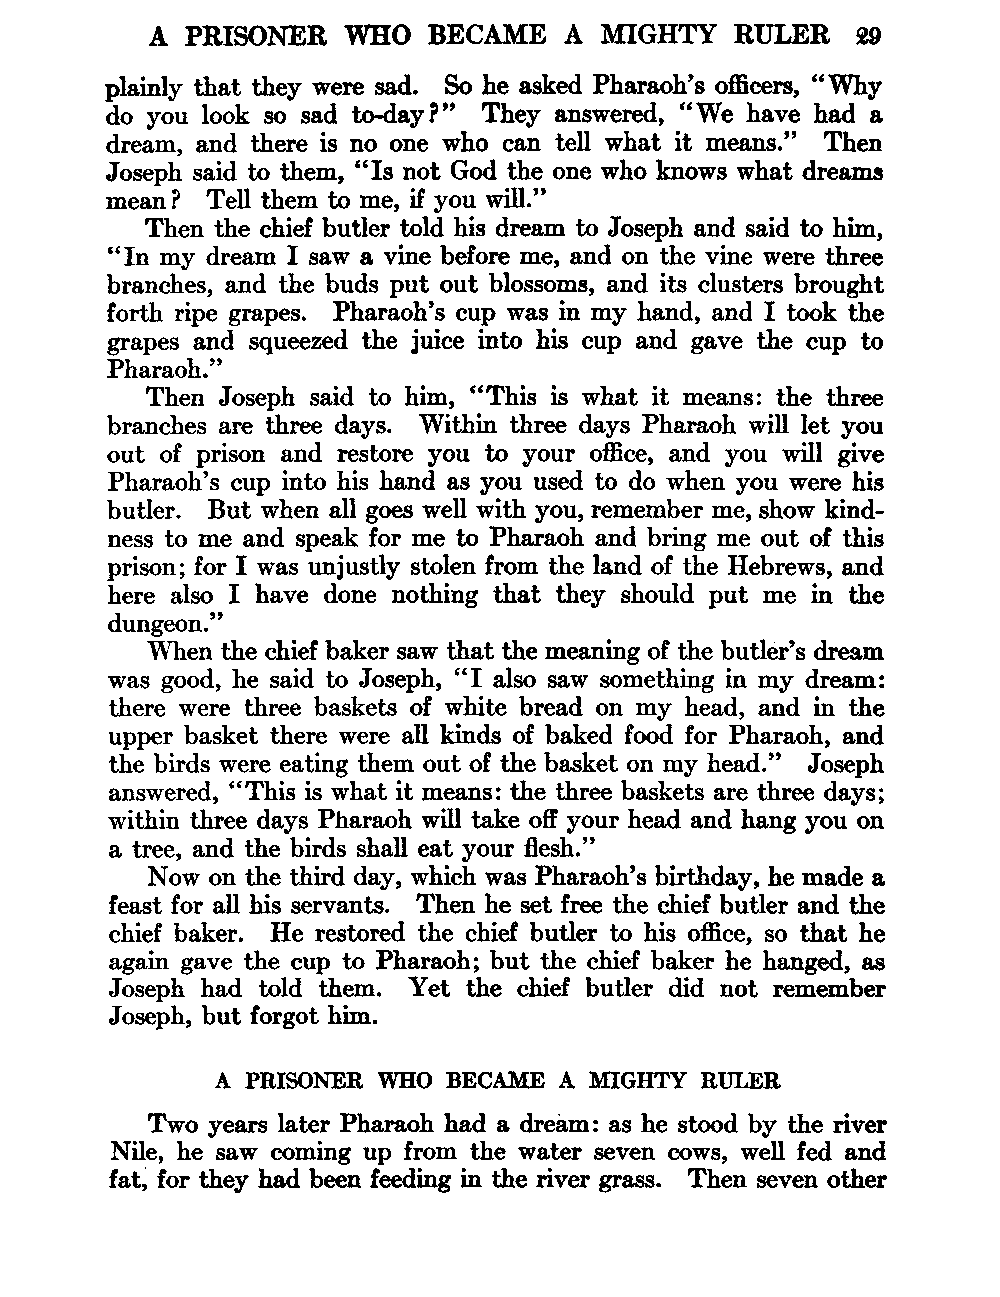 A PRISONER WHO BECAME A MIGHTY RULER 29
plainly that they were sad. So he asked Pharaoh's officers, "Why
do you look so sad to-day?" They answered, "We have had a
dream, and there is no one who can tell what it means." Then
Joseph said to them, "Is not God the one who knows what dreams
mean? Tell them to me, if you will."
Then the chief butler told his dream to Joseph and said to him,
"In my dream I saw a vine before me, and on the vine were three
branches, and the buds put out blossoms, and its clusters brought
forth ripe grapes. Pharaoh's cup was in my hand, and I took the
grapes and squeezed the juice into his cup and gave the cup to
Pharaoh."
Then Joseph said to him, "This is what it means: the three
branches are three days. Within three days Pharaoh will let you
out of prison and restore you to your office, and you will give
Pharaoh's cup into his hand as you used to do when you were his
butler. But when all goes well with you, remember me, show kind-
ness to me and speak for me to Pharaoh and bring me out of this
prison; for I was unjustly stolen from the land of the Hebrews, and
here also I have done nothing that they should put me in the
dungeon."
When the chief baker saw that the meaning of the butler's dream
was good, he said to Joseph, "I also saw something in my dream:
there were three baskets of white bread on my head, and in the
upper basket there were all kinds of baked food for Pharaoh, and
the birds were eating them out of the basket on my head." Joseph
answered, "This is what it means: the three baskets are three days;
within three days Pharaoh will take off your head and hang you on
a tree, and the birds shall eat your flesh."
Now on the third day, which was Pharaoh's birthday, he made a
feast for all his servants. Then he set free the chief butler and the
chief baker. He restored the chief butler to his office, so that he
again gave the cup to Pharaoh; but the chief baker he hanged, as
Joseph had told them. Yet the chief butler did not remember
Joseph, but forgot him.
A PRISONER WHO BECAME A MIGHTY RULER
Two years later Pharaoh had a dream: as he stood by the river
Nile, he saw coming up from the water seven cows, well fed and
fat, for they had been feeding in the river grass. Then seven other